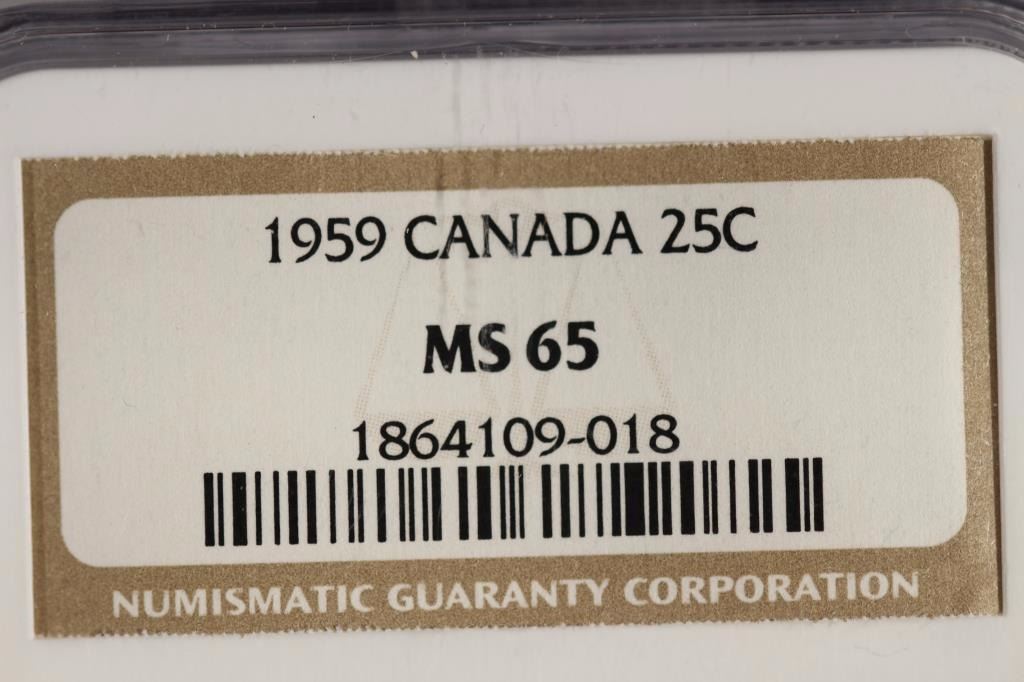 1959 CANADA 25C
MS 65
1864109-018
NUMISMATIC GUARANTY CORPORATION